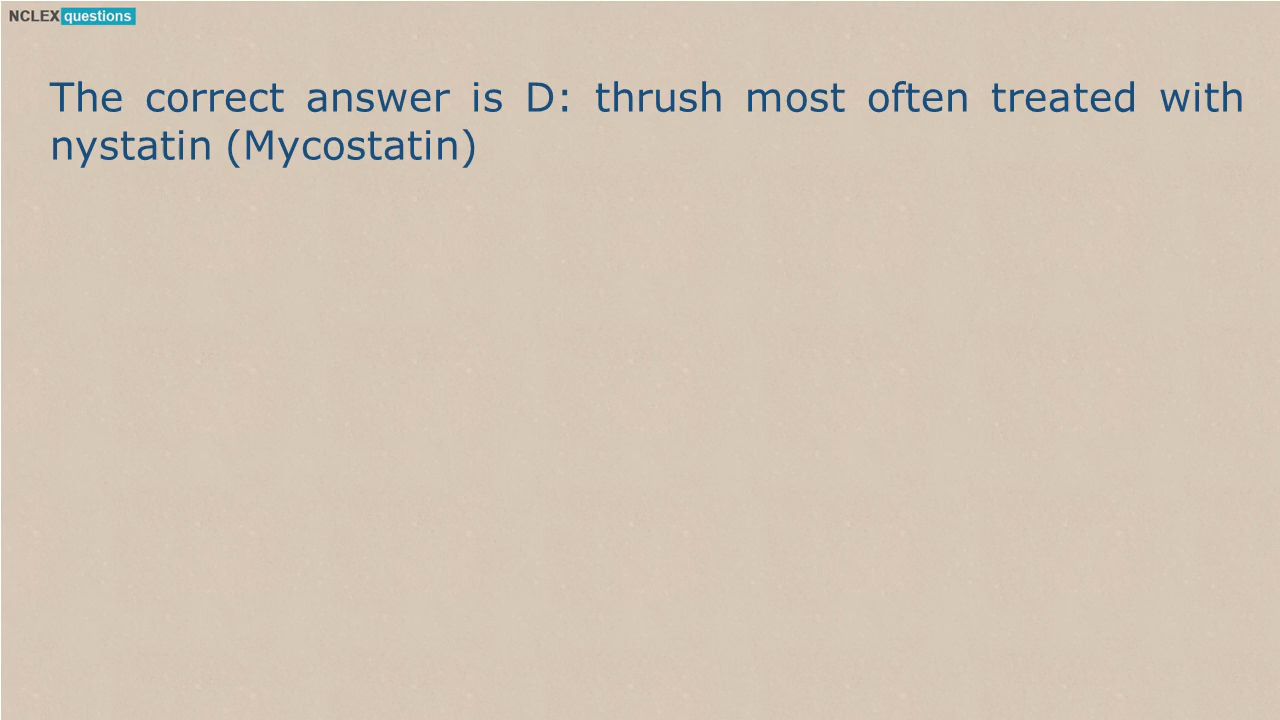 NCLEX questions
The correct answer is D: thrush most often treated with
nystatin (Mycostatin)